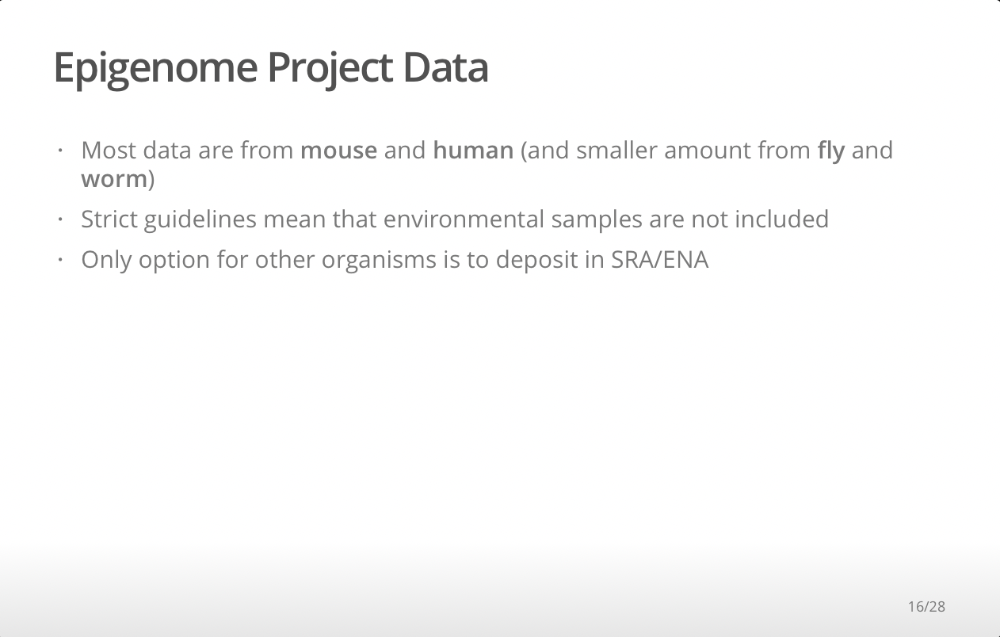 Epigenome Project Data
· Most data are from mouse and human (and smaller amount from fly and
worm)
· Strict guidelines mean that environmental samples are not included
· Only option for other organisms is to deposit in SRA/ENA
16/28